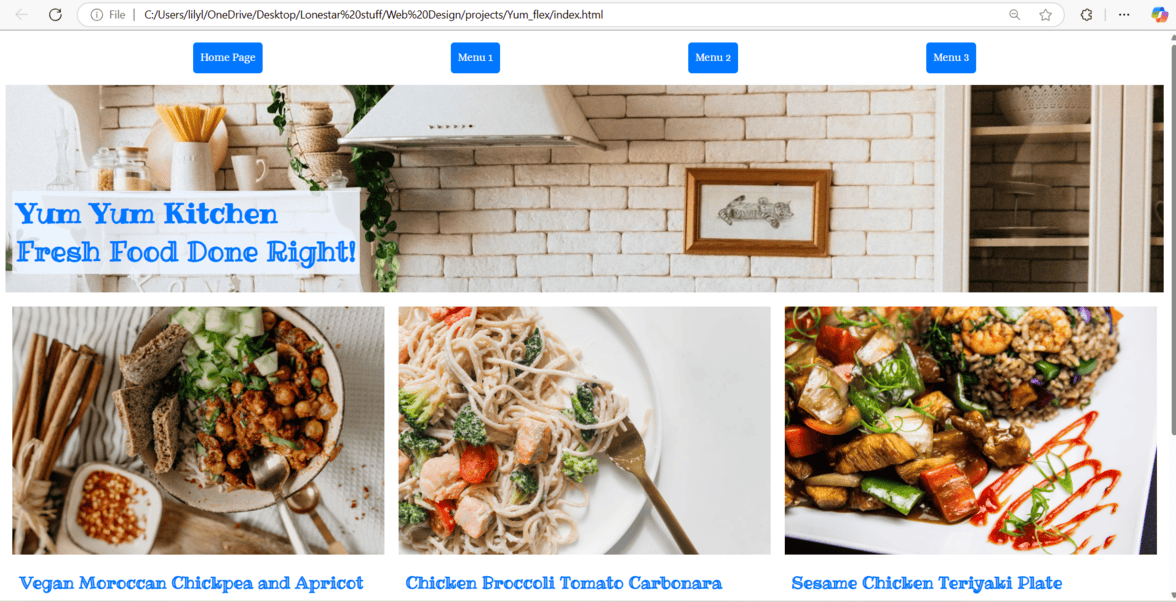 File
C:/Users/lilyl/OneDrive/Desktop/Lonestar%20stuff/Web%20Design/projects/Yum_flex/index.html
Home Page
Menu 1
Menu 2
Menu 3
Yum Yum Kitchen
Fresh Food Done Right!
Vegan Moroccan Chickpea and Apricot
Chicken Broccoli Tomato Carbonara
Sesame Chicken Teriyaki Plate